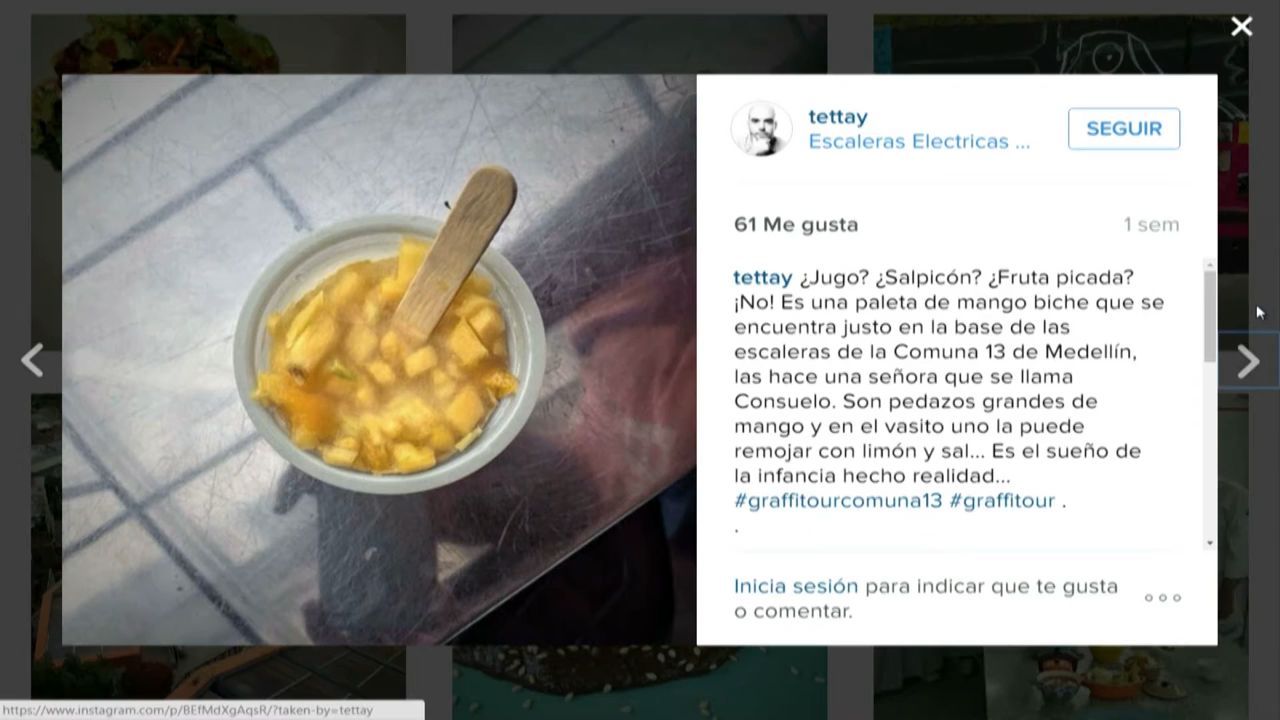 tettay
Escaleras Electricas ...
SEGUIR
61 Me gusta
1 sem
tettay ¿Jugo? ¿Salpicón? ¿Fruta picada?
¡No! Es una paleta de mango biche que se
encuentra justo en la base de las
escaleras de la Comuna 13 de Medellín,
las hace una señora que se llama
Consuelo. Son pedazos grandes de
mango y en el vasito uno la puede
remojar con limón y sal... Es el sueño de
la infancia hecho realidad...
#graffitourcomuna13 #graffitour .
.
Inicia sesión para indicar que te gusta
o comentar.
https://www.instagram.com/p/BEfMdXgAqsR/?taken-by=tettay